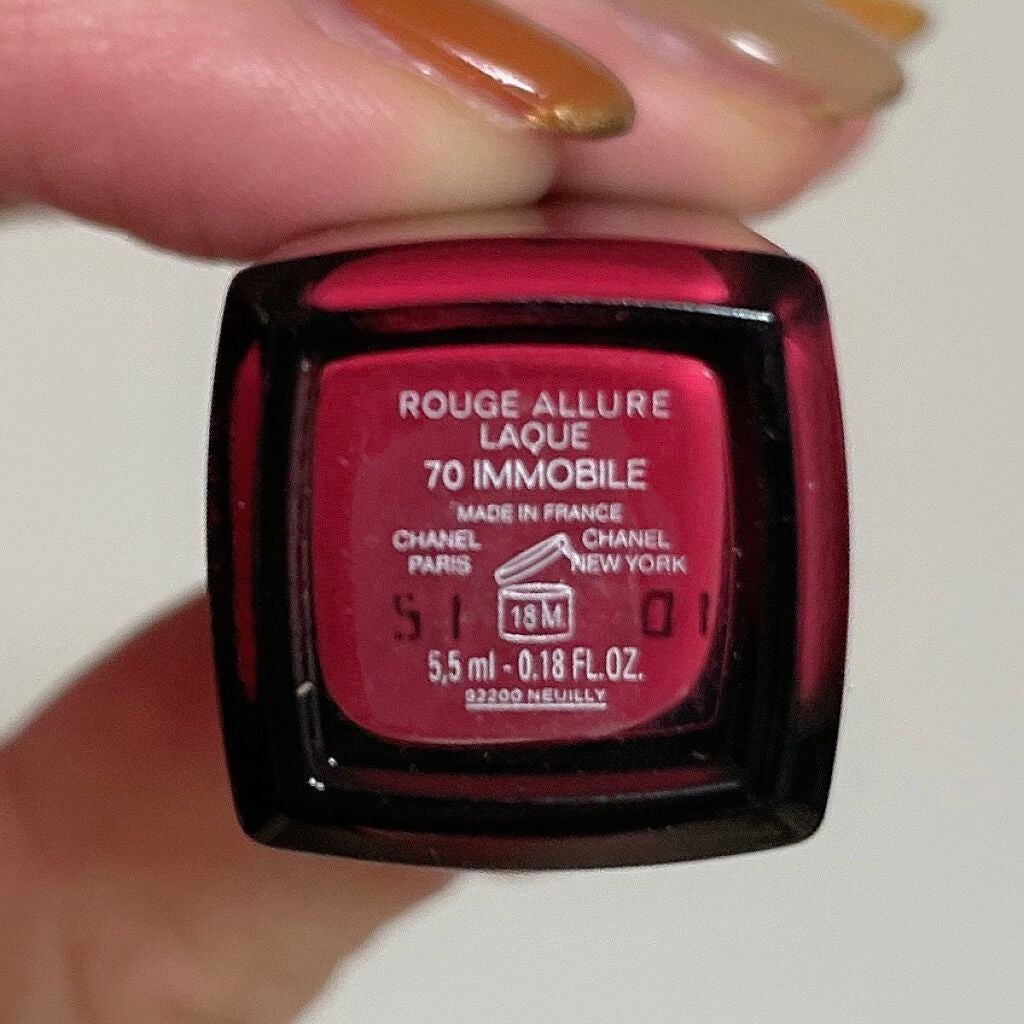 ROUGE ALLURE
LAQUE
70 IMMOBILE
MADE IN FRANCE
CHANEL
PARIS
CHANEL
NEW YORK
18 M.
5,5 ml - 0.18 FL.OZ.
92200 NEUILLY